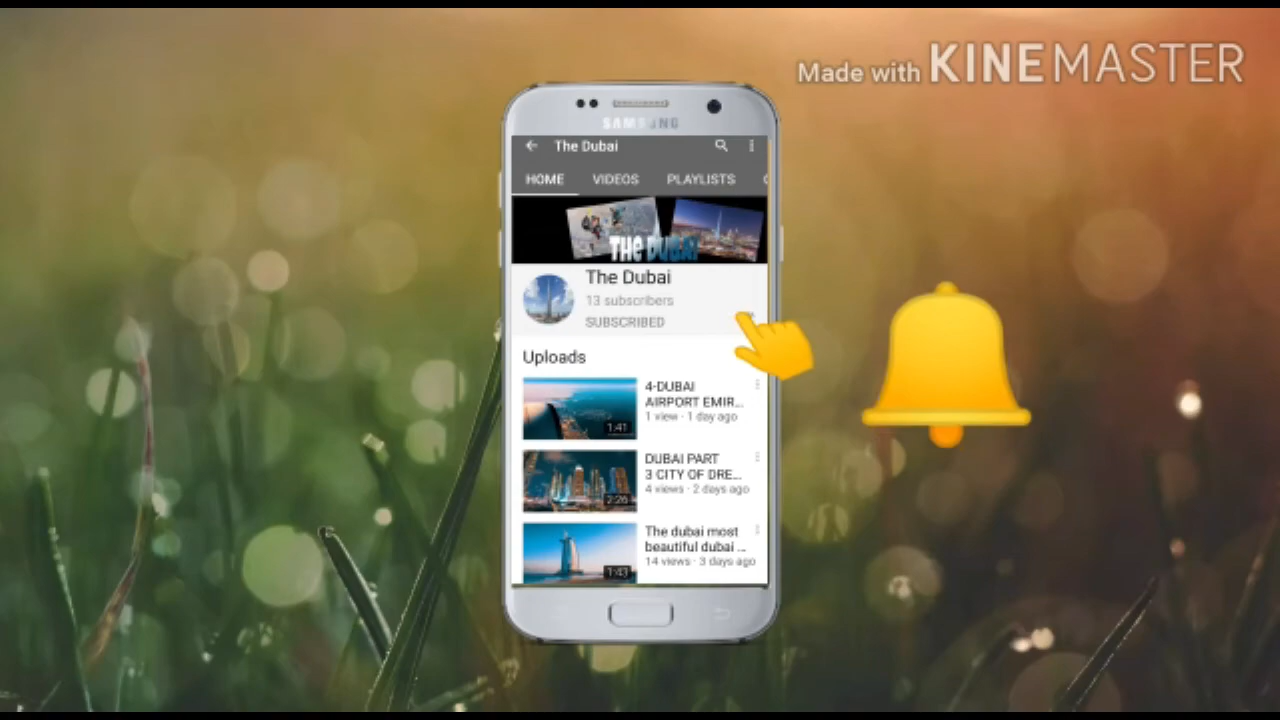 Made with KINEMASTER
SAMSUNG
The Dubai
HOME VIDEOS PLAYLISTS
THE DUBAI
The Dubai
13 subscribers
SUBSCRIBED
Uploads
4-DUBAI
AIRPORT EMIR...
1 view · 1 day ago
1:41
DUBAI PART
3 CITY OF DRE...
4 views · 2 days ago
2:26
The dubai most
beautiful dubai ...
14 views · 3 days ago
1:43